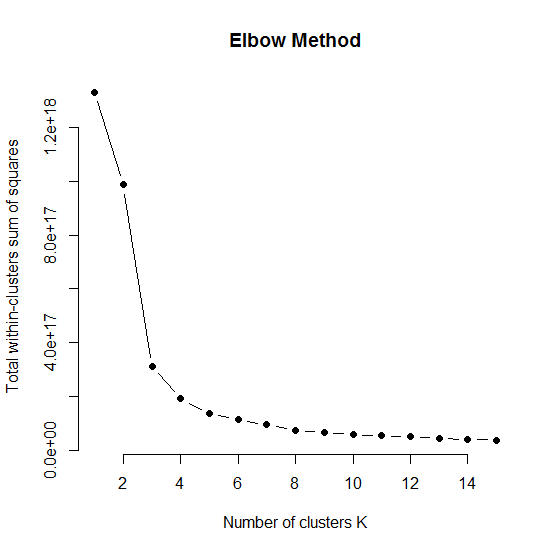 Elbow Method
Total within-clusters sum of squares
1.2e+18
8.0e+17
4.0e+17
0.0e+00
2 4 6 8 10 12 14
Number of clusters K